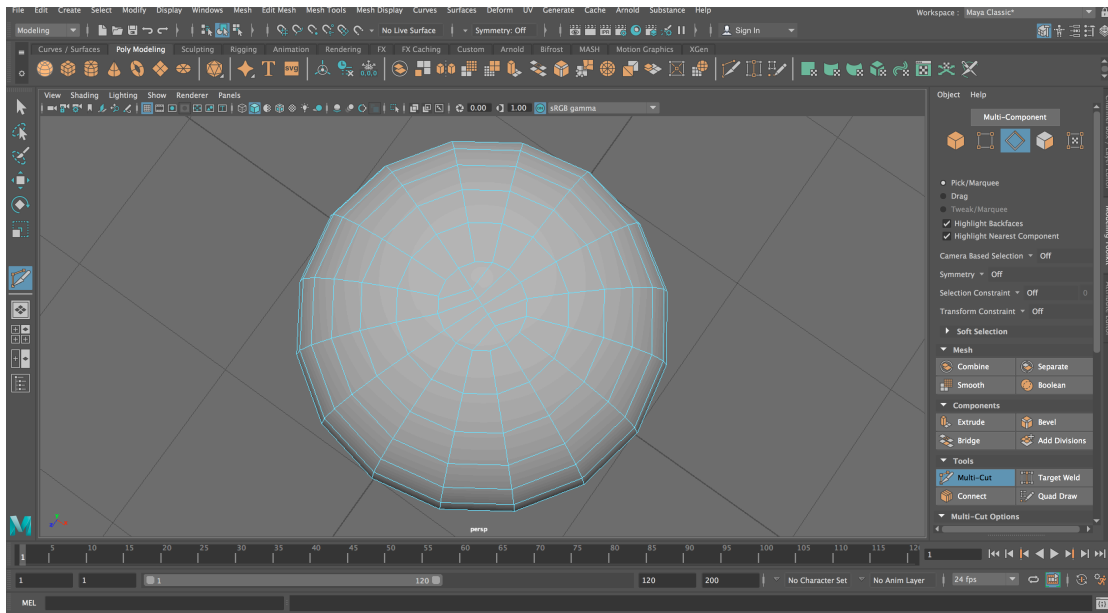 File Edit Create Select Modify Display Windows Mesh Edit Mesh Mesh Tools Mesh Display Curves Surfaces Deform UV Generate Cache Arnold Substance Help Workspace : Maya Classic*
Modeling No Live Surface Symmetry: Off Sign In
Curves / Surfaces Poly Modeling Sculpting Rigging Animation Rendering FX FX Caching Custom Arnold Bifrost MASH Motion Graphics XGen
T SVG
View Shading Lighting Show Renderer Panels
0.00 1.00 sRGB gamma
Object Help
Multi-Component
Pick/Marquee
Drag
Tweak/Marquee
Highlight Backfaces
Highlight Nearest Component
Camera Based Selection Off
Symmetry Off
Selection Constraint Off 0
Transform Constraint Off
Soft Selection
Mesh
Combine Separate
Smooth Boolean
Components
Extrude Bevel
Bridge Add Divisions
Tools
Multi-Cut Target Weld
Connect Quad Draw
Multi-Cut Options
persp
M
1 5 10 15 20 25 30 35 40 45 50 55 60 65 70 75 80 85 90 95 100 105 110 115 1
1 1 1 120 120 200 No Character Set No Anim Layer 24 fps
MEL